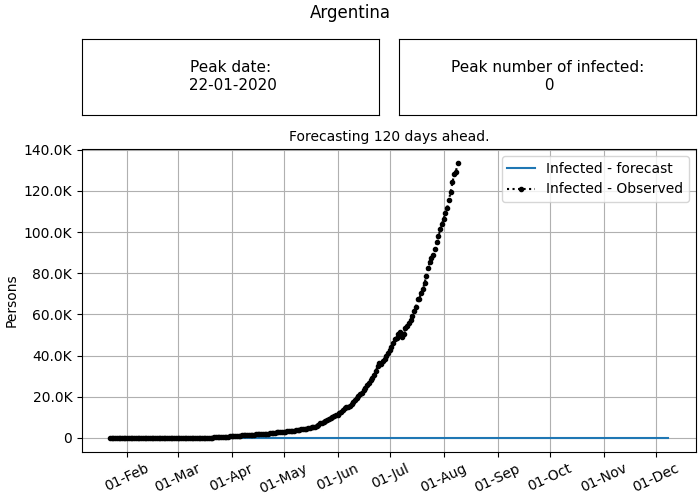 Argentina
Peak date:
22-01-2020
Peak number of infected:
0
Forecasting 120 days ahead.
140.0K
120.0K
100.0K
80.0K
60.0K
40.0K
20.0K
0
Persons
Infected - forecast
Infected - Observed
01-Feb
01-Mar
01-Apr
01-May
01-Jun
01-Jul
01-Aug
01-Sep
01-Oct
01-Nov
01-Dec